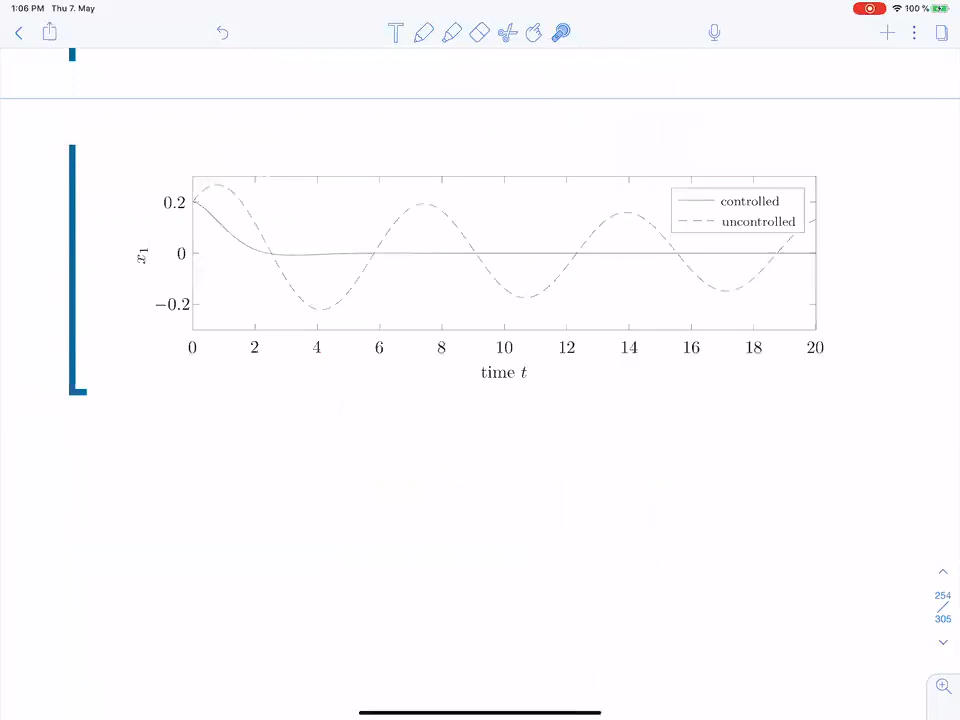 1:06 PM Thu 7. May
100 %
T
0.2
0
−0.2
x₁
controlled
uncontrolled
0 2 4 6 8 10 12 14 16 18 20
time t
254
305